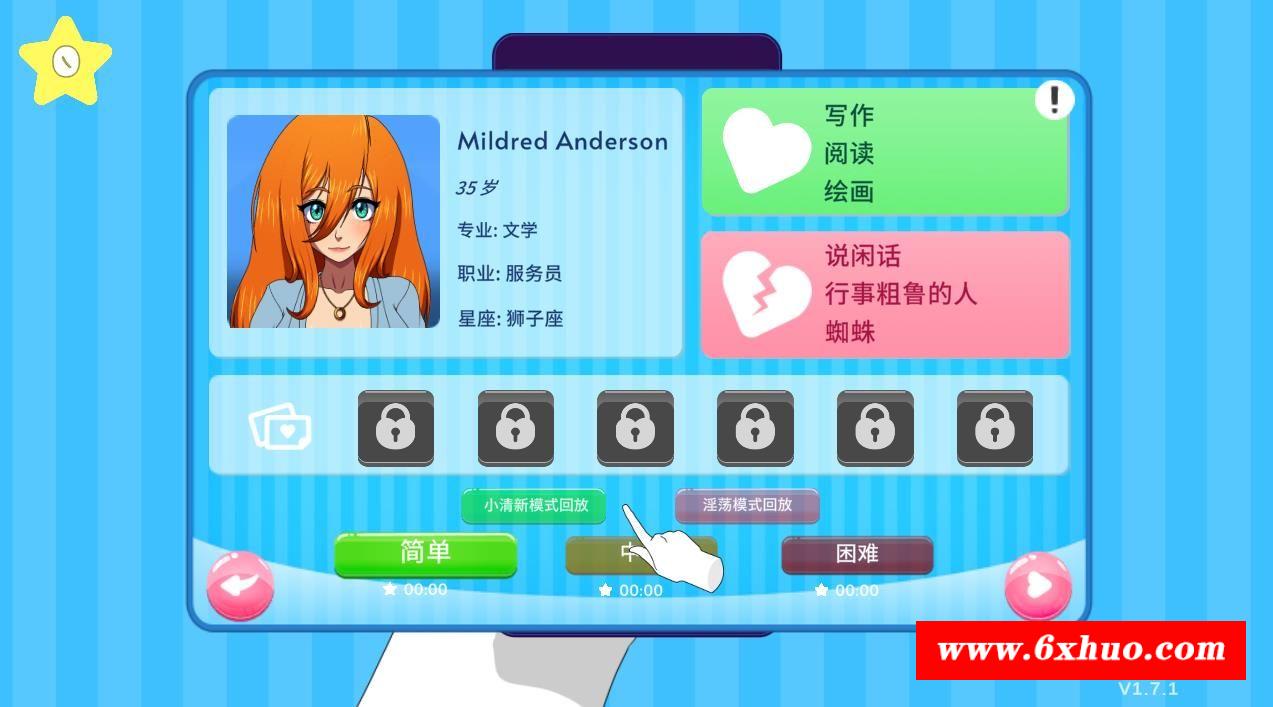 Mildred Anderson
35 岁
专业: 文学
职业: 服务员
星座: 狮子座
写作
阅读
绘画
!
说闲话
行事粗鲁的人
蜘蛛
小清新模式回放
淫荡模式回放
简单
中
困难
00:00
00:00
00:00
www.6xhuo.com
V1.7.1